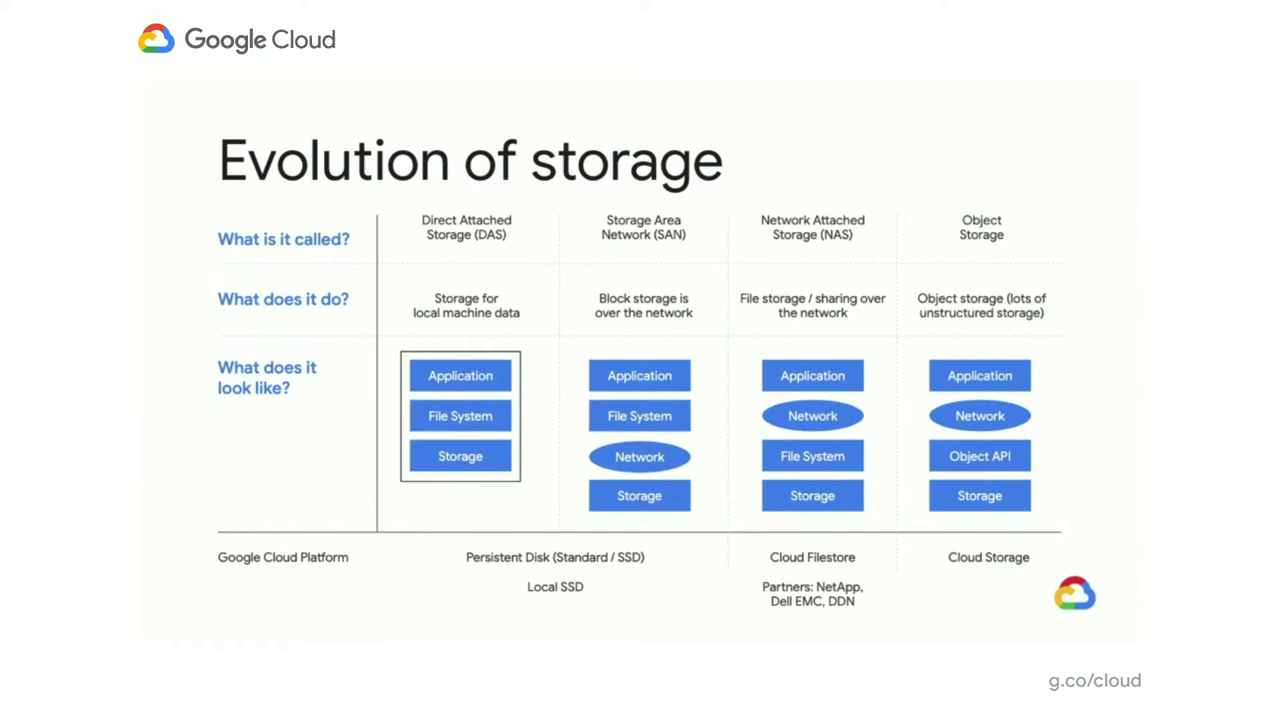 Google Cloud
Evolution of storage
What is it called?
Direct Attached
Storage (DAS)
Storage Area
Network (SAN)
Network Attached
Storage (NAS)
Object
Storage
What does it do?
Storage for
local machine data
Block storage is
over the network
File storage / sharing over
the network
Object storage (lots of
unstructured storage)
What does it
look like?
Application
File System
Storage
Application
File System
Network
Storage
Application
Network
File System
Storage
Application
Network
Object API
Storage
Google Cloud Platform
Persistent Disk (Standard / SSD)
Local SSD
Cloud Filestore
Partners: NetApp,
Dell EMC, DDN
Cloud Storage
g.co/cloud